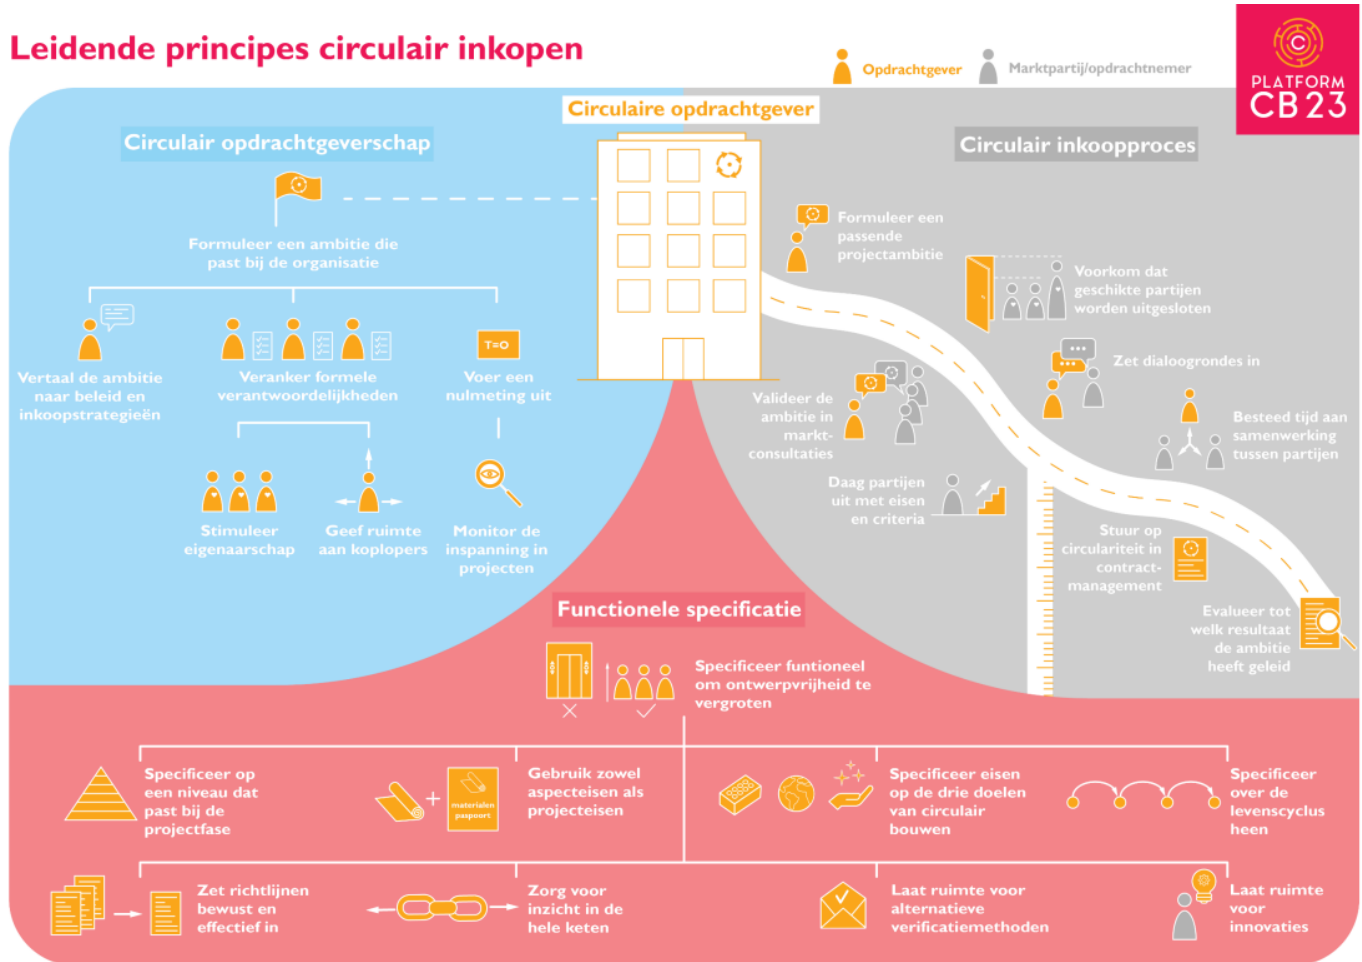 Leidende principes circulair inkopen
Opdrachtgever
Marktpartij/opdrachtnemer
PLATFORM
CB'23
Circulaire opdrachtgever
Circulair opdrachtgeverschap
Formuleer een ambitie die
past bij de organisatie
Vertaal de ambitie
naar beleid en
inkoopstrategieën
Veranker formele
verantwoordelijkheden
T=0
Voer een
nulmeting uit
Stimuleer
eigenaarschap
Geef ruimte
aan koplopers
Monitor de
inspanning in
projecten
Circulair inkoopproces
Formuleer een
passende
projectambitie
Voorkom dat
geschikte partijen
worden uitgesloten
Valideer de
ambitie in
markt-
consultaties
Zet dialoogrondes in
Besteed tijd aan
samenwerking
tussen partijen
Daag partijen
uit met eisen
en criteria
Stuur op
circulariteit in
contract-
management
Evalueer tot
welk resultaat
de ambitie
heeft geleid
Functionele specificatie
Specificeer funtioneel
om ontwerpvrijheid te
vergroten
Specificeer op
een niveau dat
past bij de
projectfase
materialen
paspoort
Gebruik zowel
aspecteisen als
projecteisen
Specificeer eisen
op de drie doelen
van circulair
bouwen
Specificeer
over de
levenscyclus
heen
Zet richtlijnen
bewust en
effectief in
Zorg voor
inzicht in de
hele keten
Laat ruimte voor
alternatieve
verificatiemethoden
Laat ruimte
voor
innovaties